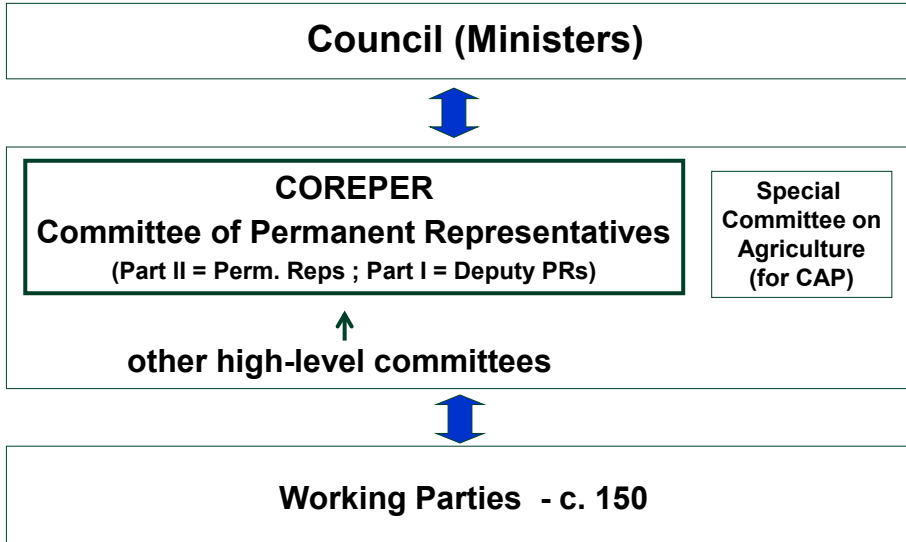 Council (Ministers)
COREPER
Committee of Permanent Representatives
(Part II = Perm. Reps ; Part I = Deputy PRs)
Special
Committee on
Agriculture
(for CAP)
other high-level committees
Working Parties - c. 150